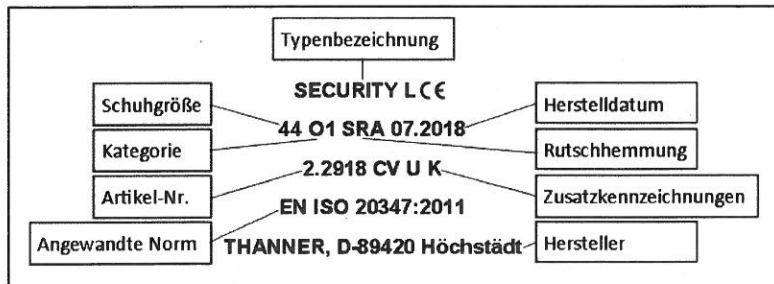 Typenbezeichnung
SECURITY L CE
Schuhgröße
Herstelldatum
44 O1 SRA 07.2018
Kategorie
Rutschhemmung
2.2918 CV U K
Artikel-Nr.
Zusatzkennzeichnungen
EN ISO 20347:2011
Angewandte Norm
THANNER, D-89420 Höchstädt
Hersteller